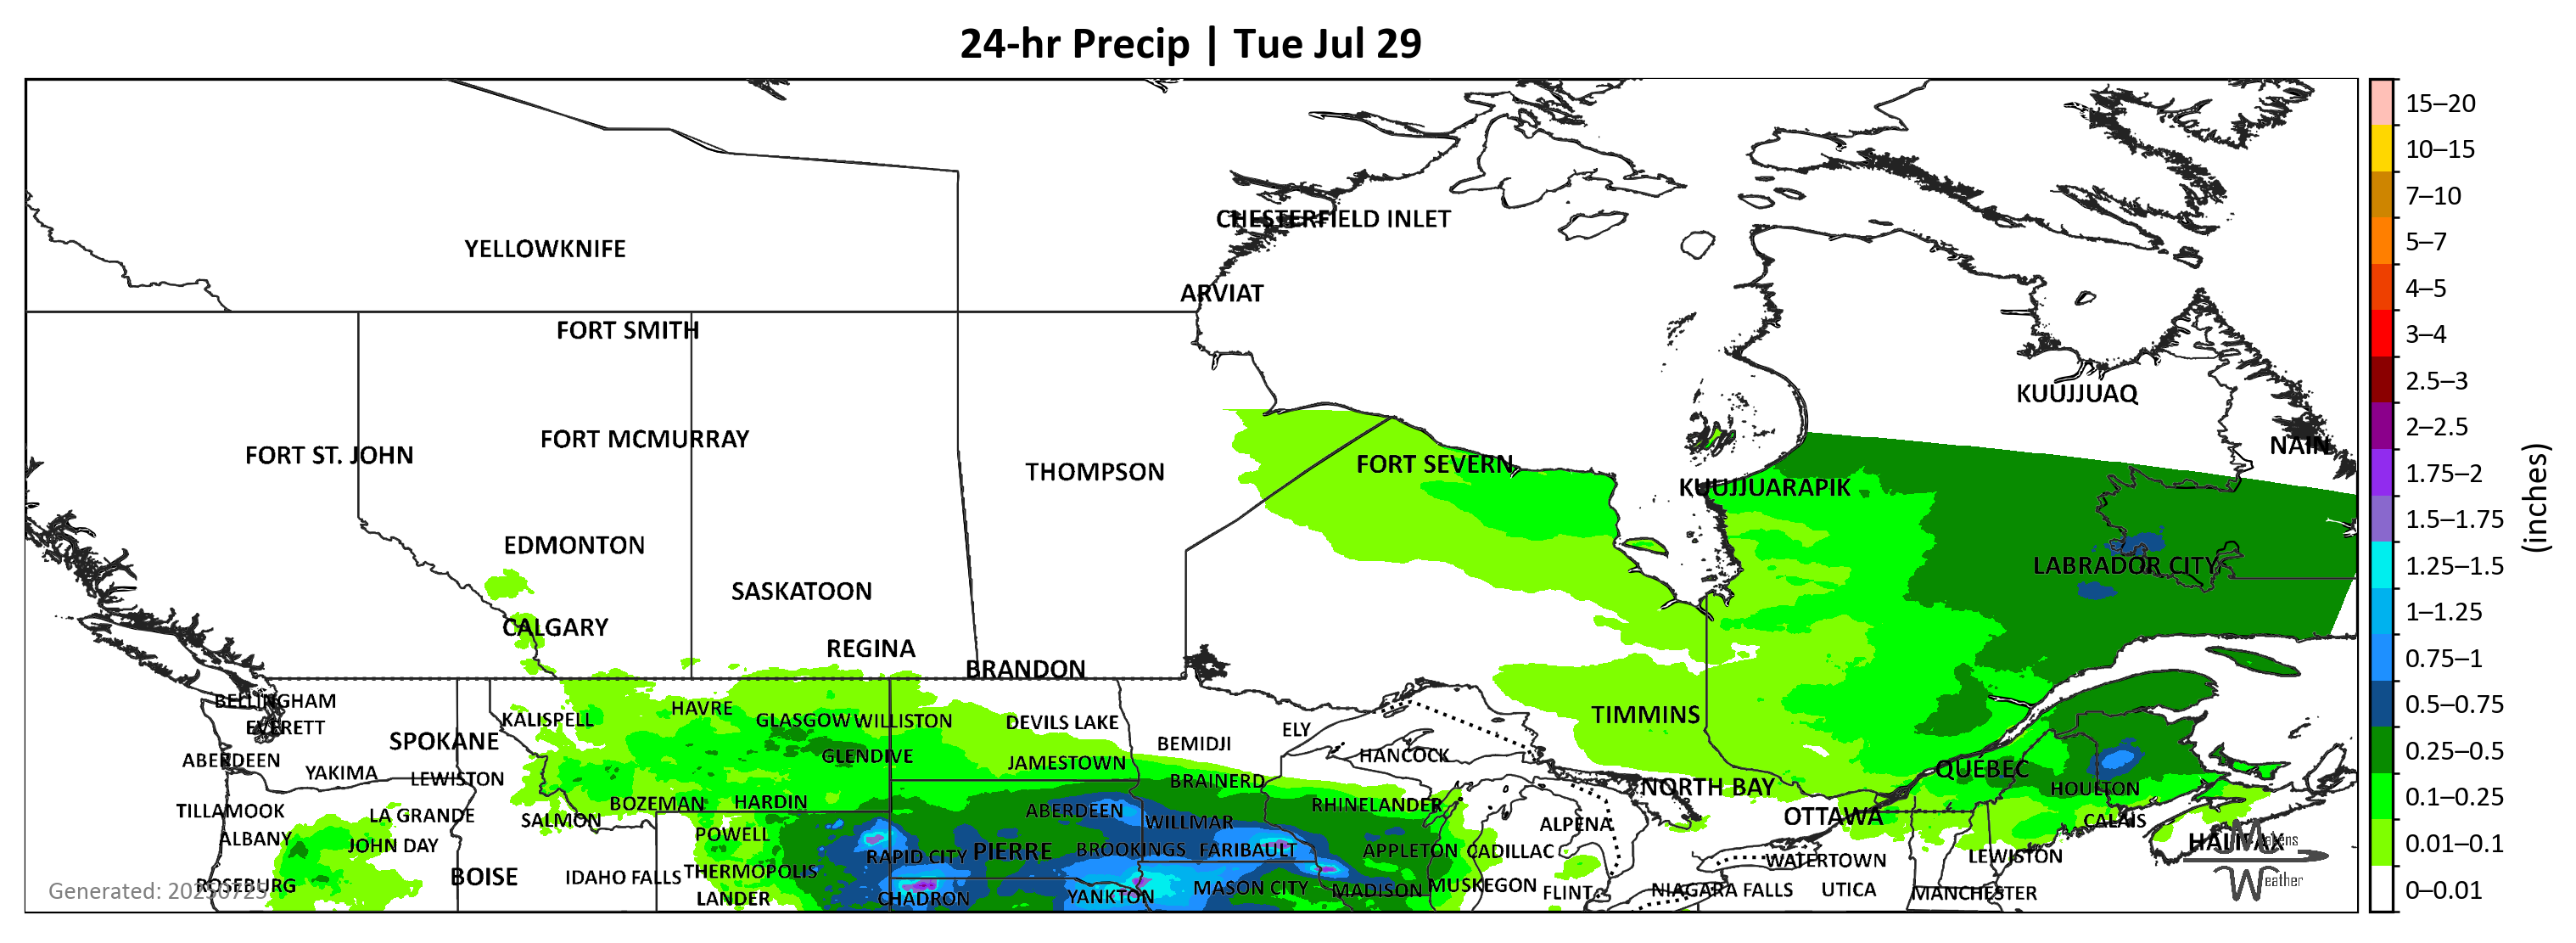 24-hr Precip | Tue Jul 29
15–20
10–15
7–10
5–7
4–5
3–4
2.5–3
2–2.5
1.75–2
1.5–1.75
1.25–1.5
1–1.25
0.75–1
0.5–0.75
0.25–0.5
0.1–0.25
0.01–0.1
0–0.01
(inches)
CHESTERFIELD INLET
YELLOWKNIFE
ARVIAT
FORT SMITH
KUUJJUAQ
FORT MCMURRAY
NAIN
FORT ST. JOHN
FORT SEVERN
THOMPSON
KUUJJUARAPIK
EDMONTON
LABRADOR CITY
SASKATOON
CALGARY
REGINA
BRANDON
BELLINGHAM
HAVRE
TIMMINS
KALISPELL
GLASGOW WILLISTON
DEVILS LAKE
EVERETT
ELY
SPOKANE
BEMIDJI
HANCOCK
GLENDIVE
ABERDEEN
JAMESTOWN
QUÉBEC
YAKIMA
LEWISTON
BRAINERD
NORTH BAY
HOULTON
BOZEMAN
HARDIN
RHINELANDER
TILLAMOOK
ABERDEEN
LA GRANDE
OTTAWA
SALMON
WILLMAR
CALAIS
ALPENA
POWELL
ALBANY
HALIFAX
JOHN DAY
BROOKINGS
FARIBAULT
APPLETON
CADILLAC
PIERRE
RAPID CITY
LEWISTON
WATERTOWN
THERMOPOLIS
BOISE
IDAHO FALLS
ROSEBURG
MUSKEGON
MASON CITY
MADISON
FLINT
NIAGARA FALLS
UTICA
MANCHESTER
LANDER
CHADRON
YANKTON
Weather